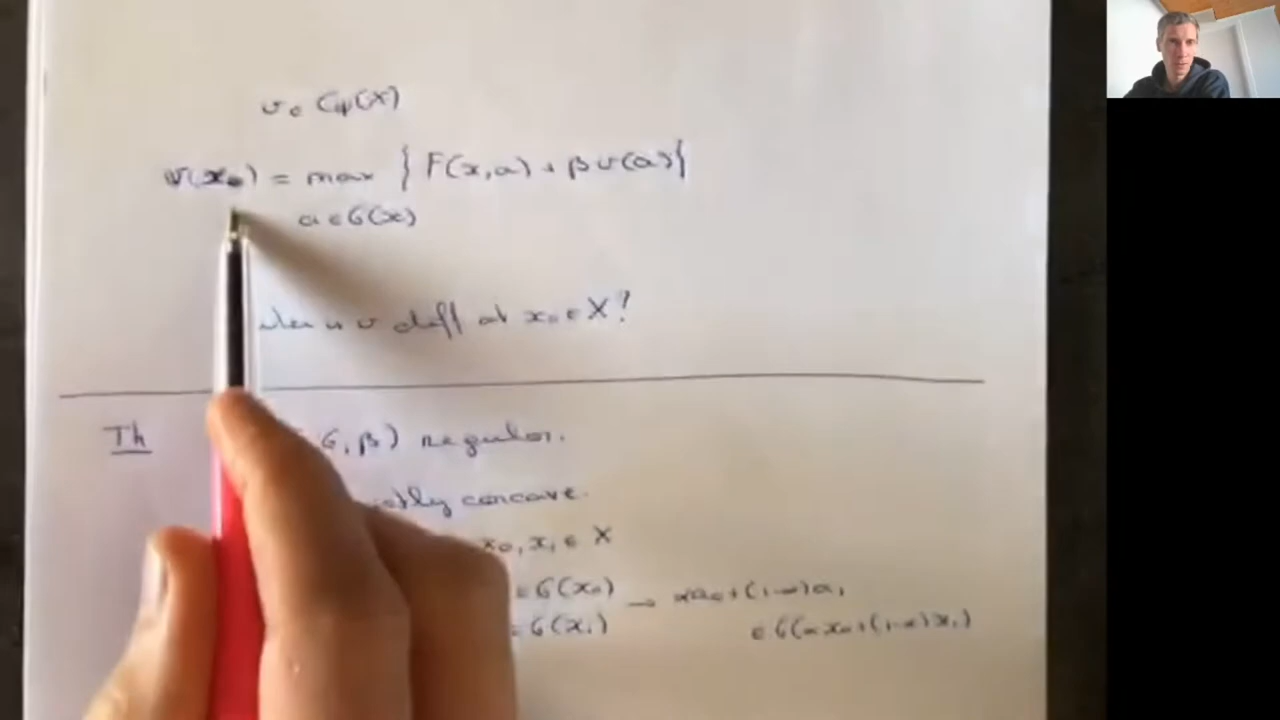 v ∈ Cφ(X)
v(x₀) = max { F(x,a) + β v(a) }
a ∈ G(x)
when is v diff at x₀ ∈ X?
Th G, β) regular.
concave.
x₀, x₁ ∈ X
∈ G(x₀) → αa₀ + (1-α)a₁
∈ G(x₁) ∈ G(αx₀ + (1-α)x₁)